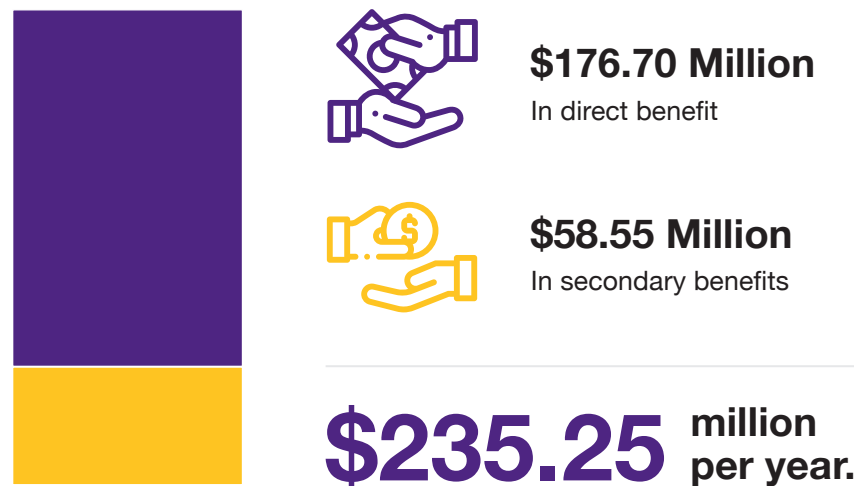 $176.70 Million
In direct benefit
$
$58.55 Million
In secondary benefits
$235.25 million
per year.